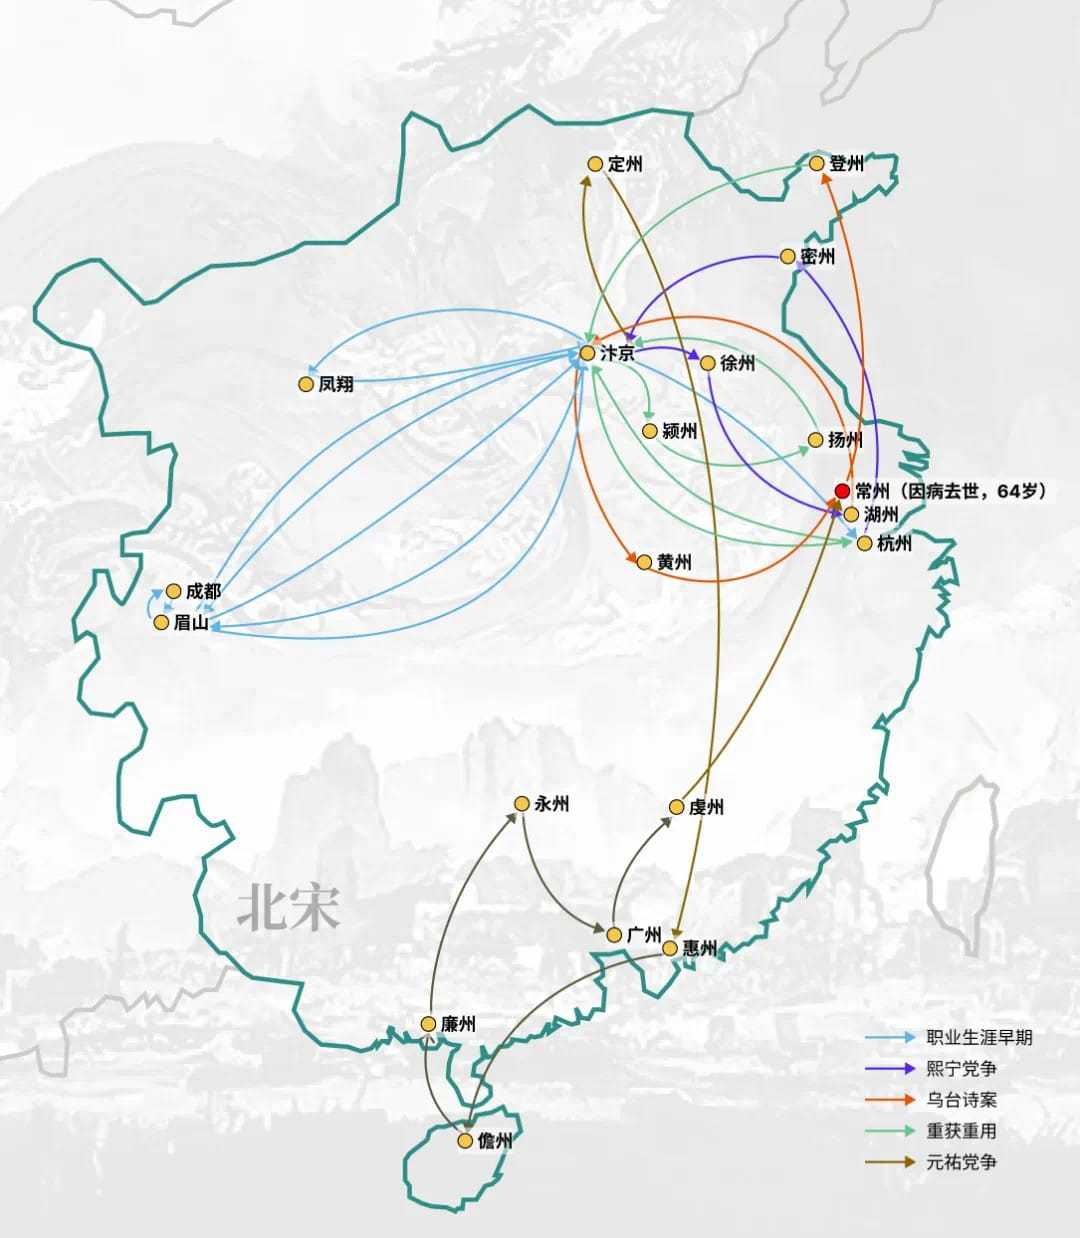 定州
登州
密州
汴京
徐州
凤翔
颍州
扬州
常州（因病去世，64岁）
湖州
杭州
黄州
成都
眉山
永州
虔州
北宋
广州
惠州
廉州
儋州
职业生涯早期
熙宁党争
乌台诗案
重获重用
元祐党争